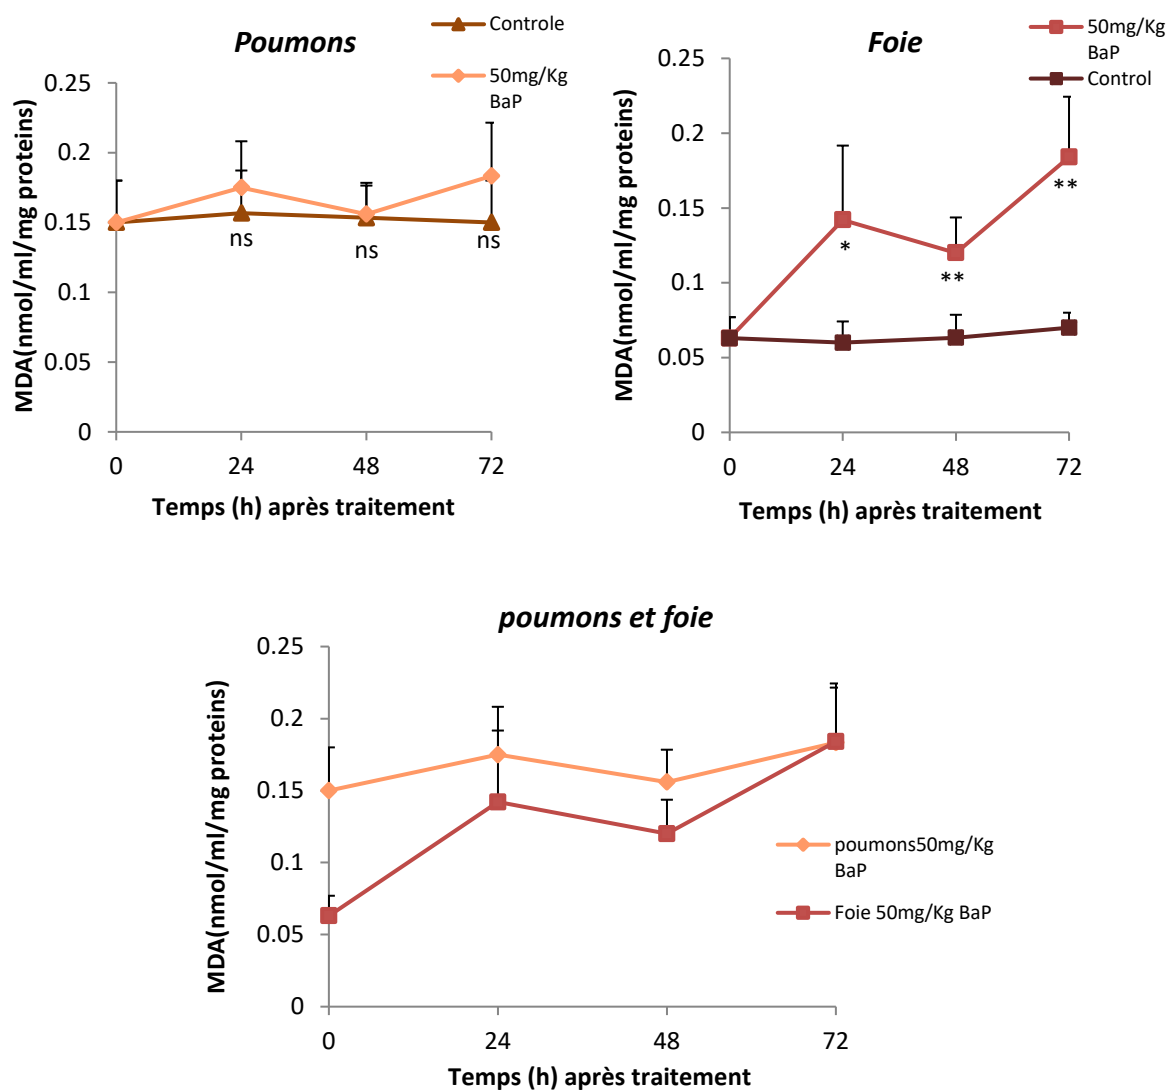 Poumons
Controle
50mg/Kg
BaP
MDA(nmol/ml/mg proteins)
0.25
0.2
0.15
0.1
0.05
0
ns
ns
ns
0
24
48
72
Temps (h) après traitement
Foie
50mg/Kg
BaP
Control
MDA(nmol/ml/mg proteins)
0.25
0.2
0.15
0.1
0.05
0
*
**
**
0
24
48
72
Temps (h) après traitement
poumons et foie
MDA(nmol/ml/mg proteins)
0.25
0.2
0.15
0.1
0.05
0
poumons50mg/Kg
BaP
Foie 50mg/Kg BaP
0
24
48
72
Temps (h) après traitement